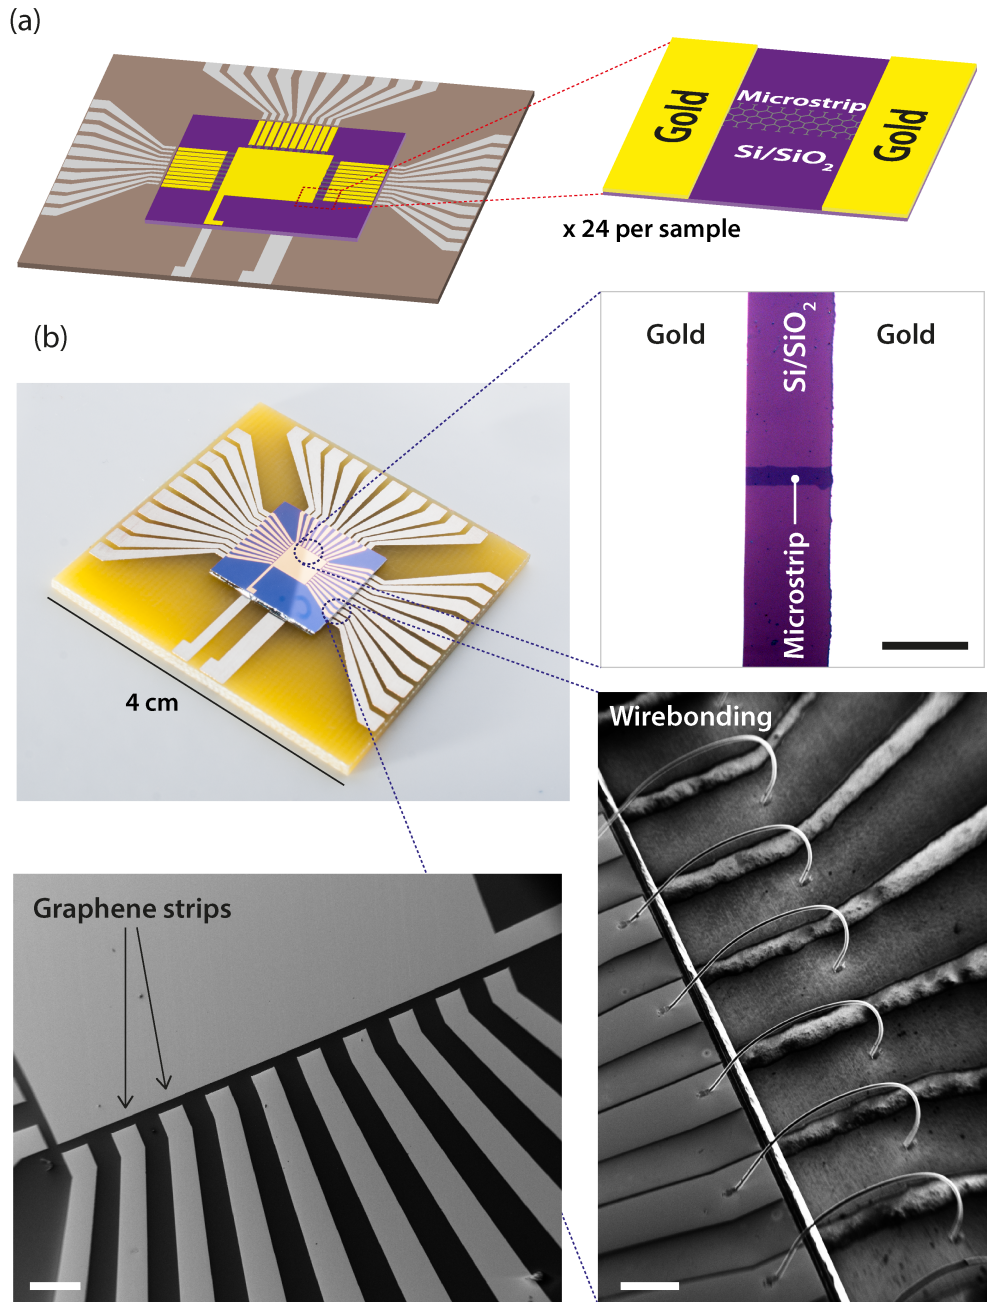 (a)
Gold
Microstrip
Si/SiO2
Gold
x 24 per sample
(b)
4 cm
Gold
Si/SiO2
Gold
Microstrip
Wirebonding
Graphene strips